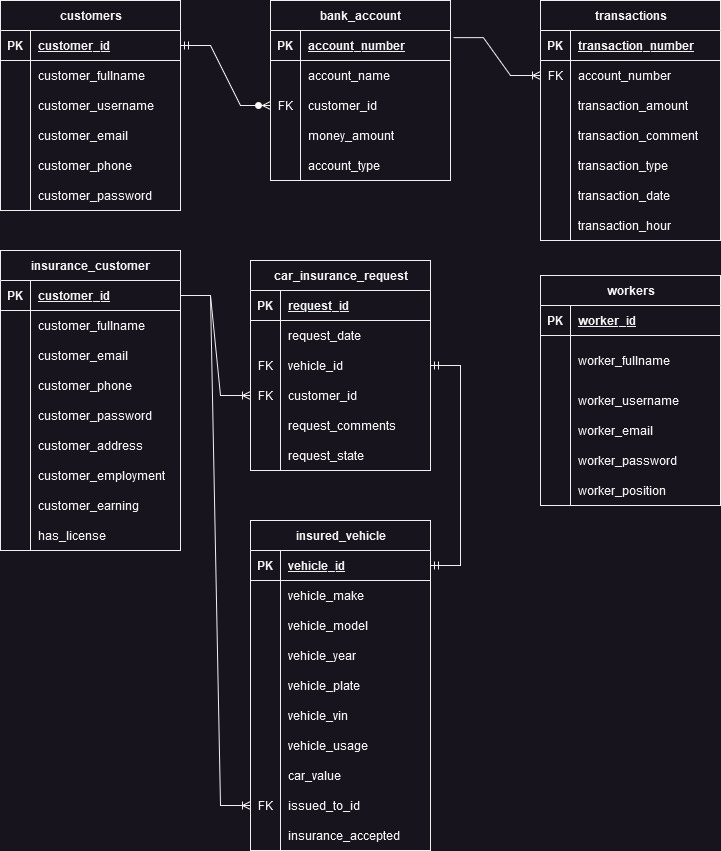 customers
PK customer_id
customer_fullname
customer_username
customer_email
customer_phone
customer_password
bank_account
PK account_number
account_name
FK customer_id
money_amount
account_type
transactions
PK transaction_number
FK account_number
transaction_amount
transaction_comment
transaction_type
transaction_date
transaction_hour
insurance_customer
PK customer_id
customer_fullname
customer_email
customer_phone
customer_password
customer_address
customer_employment
customer_earning
has_license
car_insurance_request
PK request_id
request_date
FK vehicle_id
FK customer_id
request_comments
request_state
workers
PK worker_id
worker_fullname
worker_username
worker_email
worker_password
worker_position
insured_vehicle
PK vehicle_id
vehicle_make
vehicle_model
vehicle_year
vehicle_plate
vehicle_vin
vehicle_usage
car_value
FK issued_to_id
insurance_accepted